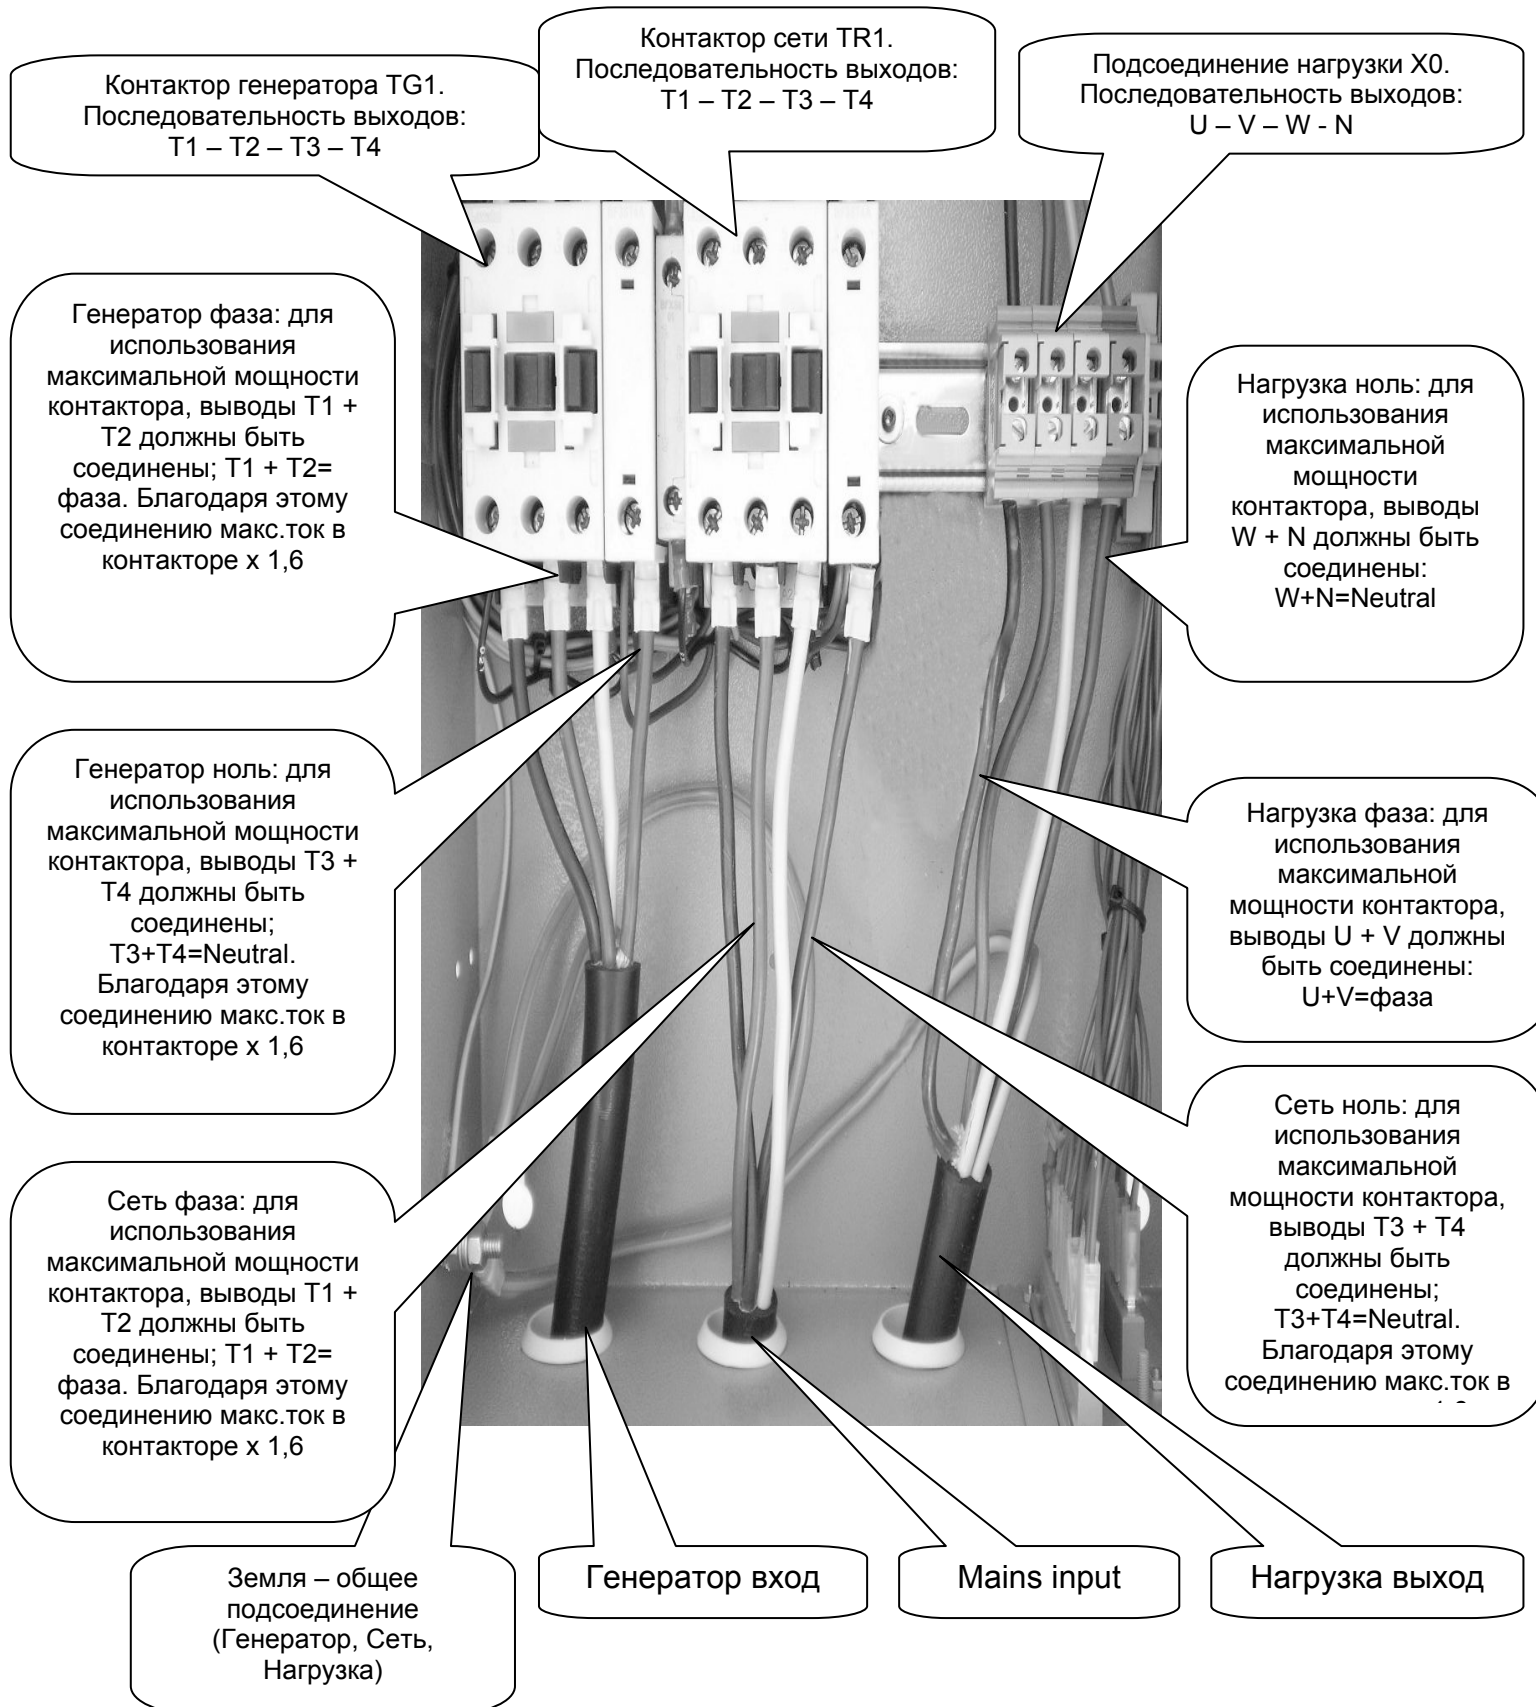 Контактор генератора TG1.
Последовательность выходов:
T1 – T2 – T3 – T4
Контактор сети TR1.
Последовательность выходов:
T1 – T2 – T3 – T4
Подсоединение нагрузки X0.
Последовательность выходов:
U – V – W - N
Генератор фаза: для
использования
максимальной мощности
контактора, выводы T1 +
T2 должны быть
соединены; T1 + T2=
фаза. Благодаря этому
соединению макс.ток в
контакторе x 1,6
Нагрузка ноль: для
использования
максимальной
мощности
контактора, выводы
W + N должны быть
соединены:
W+N=Neutral
Генератор ноль: для
использования
максимальной мощности
контактора, выводы T3 +
T4 должны быть
соединены;
T3+T4=Neutral.
Благодаря этому
соединению макс.ток в
контакторе x 1,6
Нагрузка фаза: для
использования
максимальной
мощности контактора,
выводы U + V должны
быть соединены:
U+V=фаза
Сеть фаза: для
использования
максимальной мощности
контактора, выводы T1 +
T2 должны быть
соединены; T1 + T2=
фаза. Благодаря этому
соединению макс.ток в
контакторе x 1,6
Сеть ноль: для
использования
максимальной
мощности контактора,
выводы T3 + T4
должны быть
соединены;
T3+T4=Neutral.
Благодаря этому
соединению макс.ток в
Земля – общее
подсоединение
(Генератор, Сеть,
Нагрузка)
Генератор вход
Mains input
Нагрузка выход